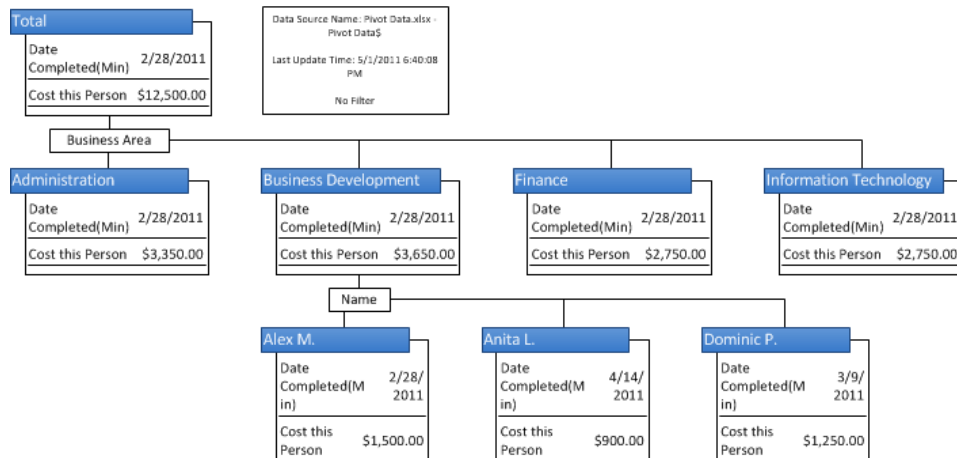 Total
Date
Completed(Min) 2/28/2011
Cost this Person $12,500.00
Data Source Name: Pivot Data.xlsx -
Pivot Data$
Last Update Time: 5/1/2011 6:40:08
PM
No Filter
Business Area
Administration
Date
Completed(Min) 2/28/2011
Cost this Person $3,350.00
Business Development
Date
Completed(Min) 2/28/2011
Cost this Person $3,650.00
Finance
Date
Completed(Min) 2/28/2011
Cost this Person $2,750.00
Information Technology
Date
Completed(Min) 2/28/2011
Cost this Person $2,750.00
Name
Alex M.
Date
Completed(M
in)
2/28/
2011
Cost this
Person
$1,500.00
Anita L.
Date
Completed(M
in)
4/14/
2011
Cost this
Person
$900.00
Dominic P.
Date
Completed(M
in)
3/9/
2011
Cost this
Person
$1,250.00